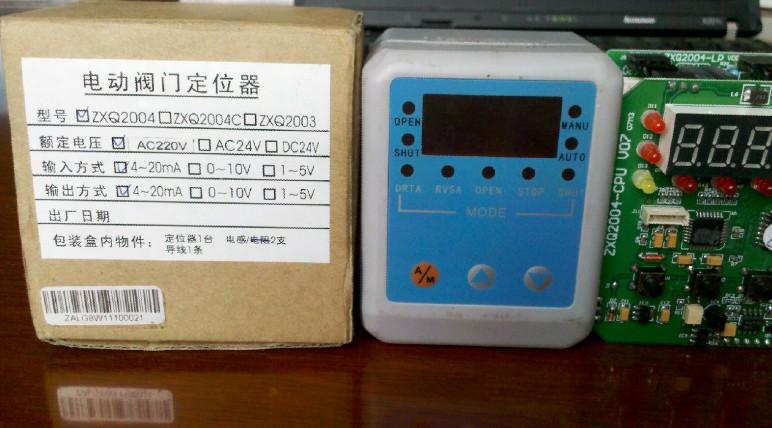 电动阀门定位器
型号 ☑ZXQ2004 ☐ZXQ2004C ☐ZXQ2003
额定电压 ☑AC220V ☐AC24V ☐DC24V
输入方式 ☑4~20mA ☐0~10V ☐1~5V
输出方式 ☑4~20mA ☐0~10V ☐1~5V
出厂日期
包装盒内物件： 定位器1台 电感/电阻2支
导线1条
ZALG8W11100021
OPEN MANU
SHUT AUTO
DRTA RVSA OPEN STOP SHUT
MODE
A/M
lenovo
ZXQ2004-LP
ZXQ2004-CPU V07